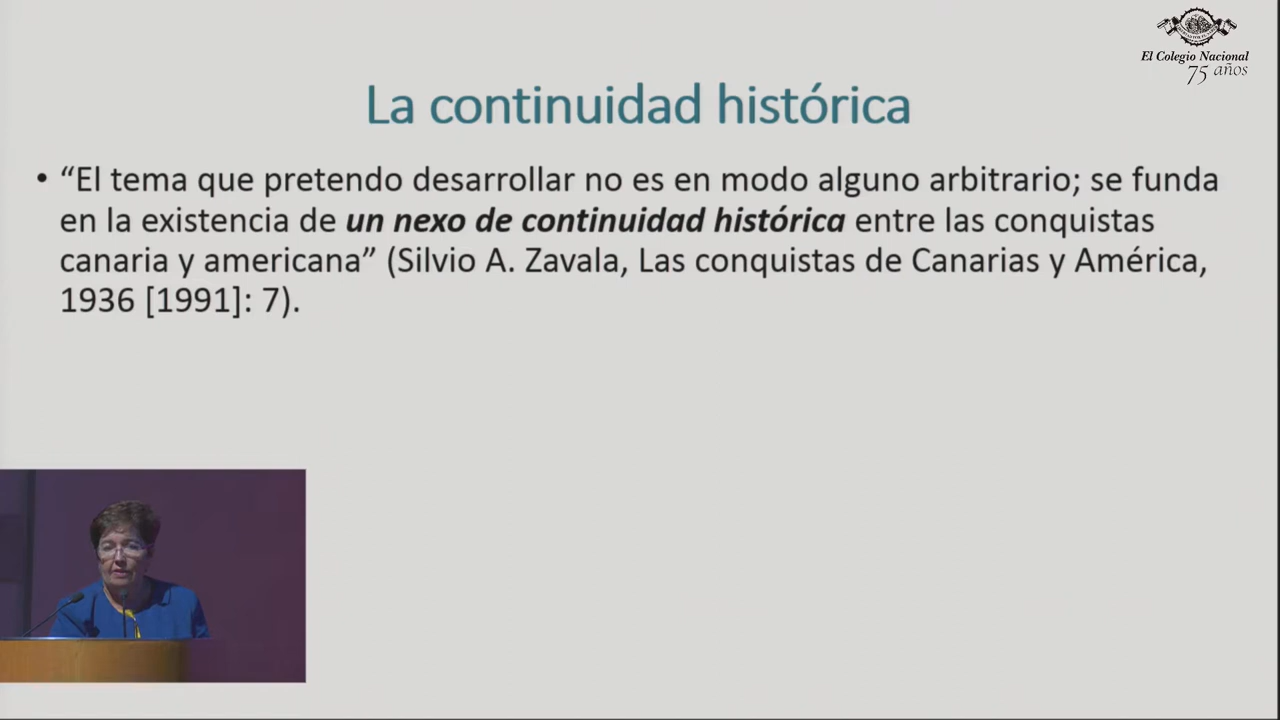 El Colegio Nacional
75 años
La continuidad histórica
• “El tema que pretendo desarrollar no es en modo alguno arbitrario; se funda
en la existencia de un nexo de continuidad histórica entre las conquistas
canaria y americana” (Silvio A. Zavala, Las conquistas de Canarias y América,
1936 [1991]: 7).